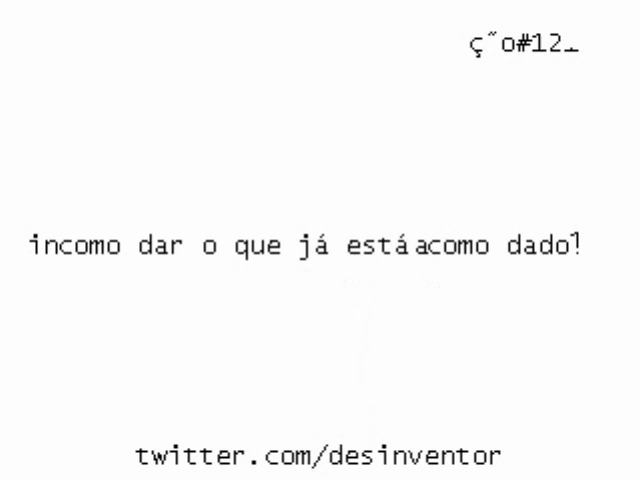 ç˜o#12
incomo dar o que já estáacomo dado!
twitter.com/desinventor